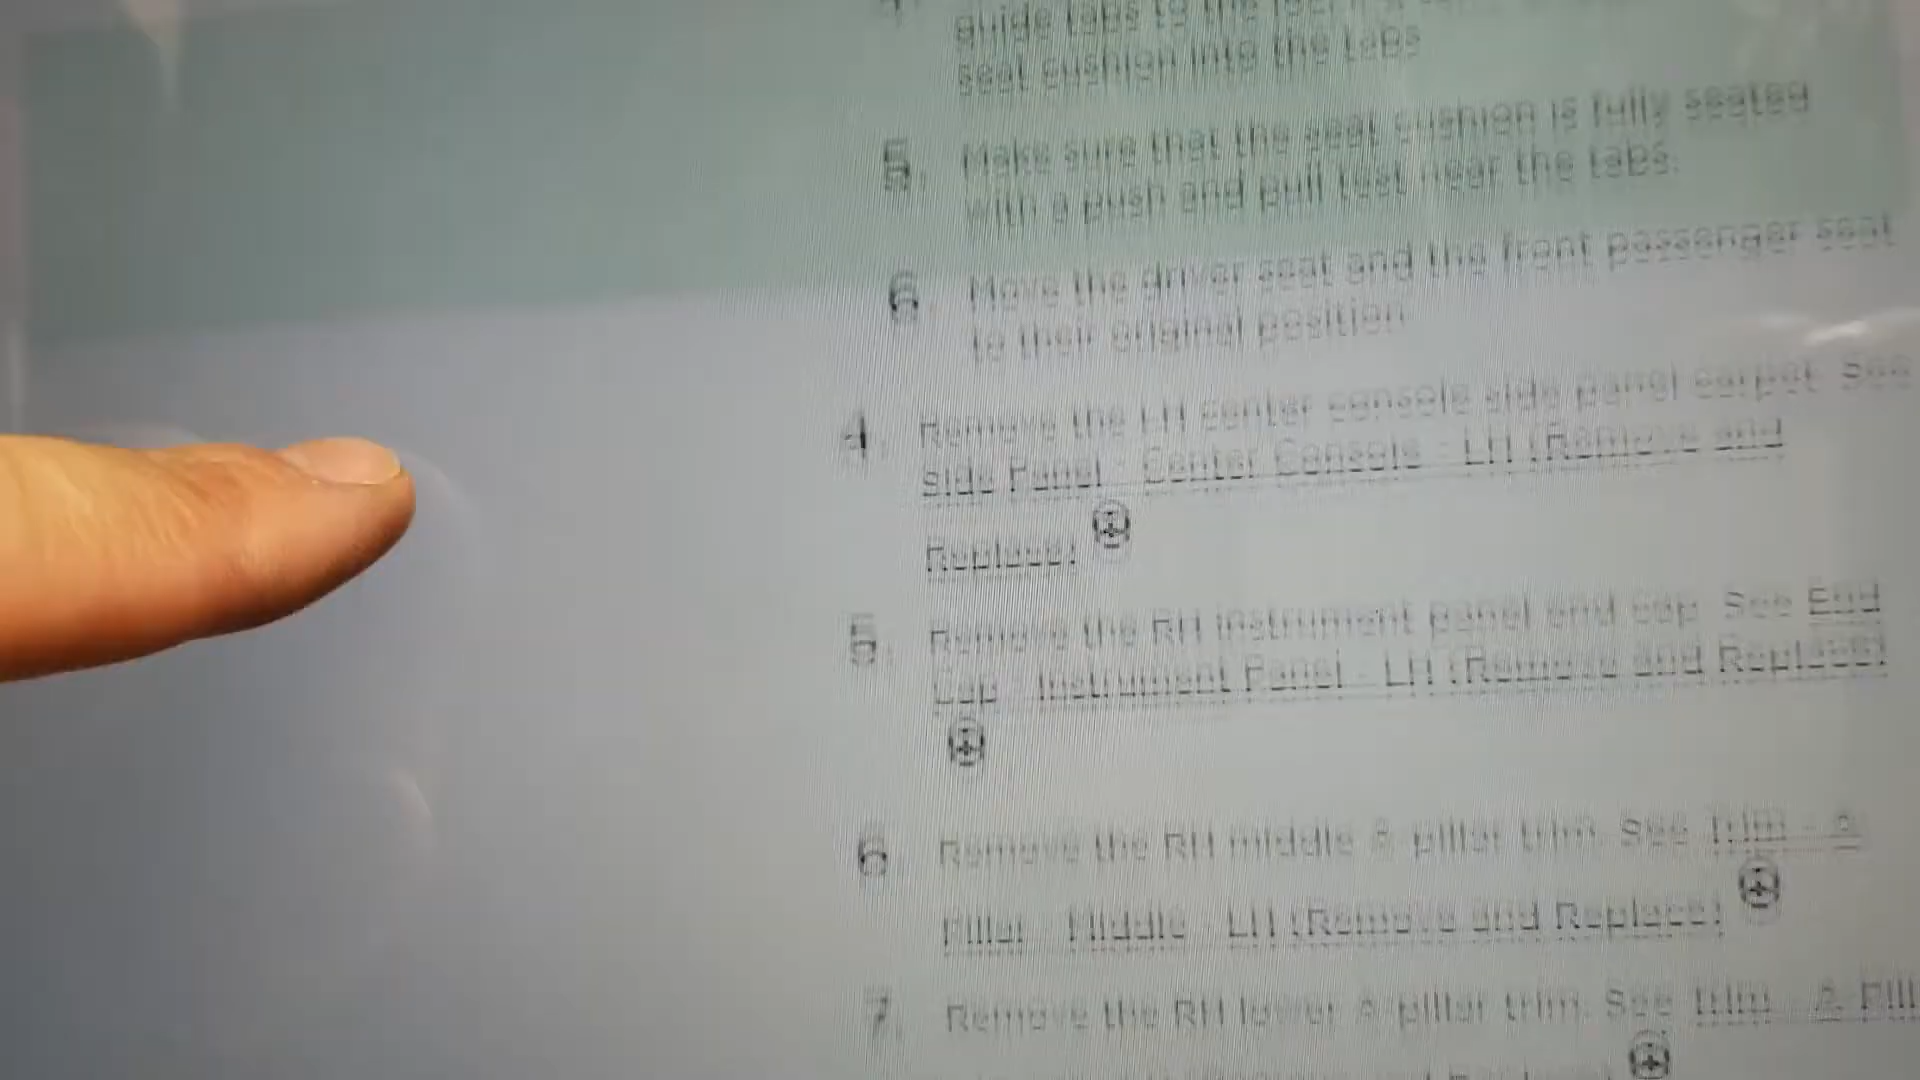 guide tabs to the
seat cushion into the tabs
5. Make sure that the seat cushion is fully seated
with a push and pull test near the tabs.
6. Move the driver seat and the front passenger seat
to their original position
4. Remove the LH center console side panel carpet. See
Side Panel - Center Console - LH (Remove and
Replace)
5. Remove the RH instrument panel end cap. See End
Cap - Instrument Panel - LH (Remove and Replace)
6. Remove the RH middle A-pillar trim. See Trim - A-
Pillar - Middle - LH (Remove and Replace)
7. Remove the RH lower A-pillar trim. See Trim - A-Pill